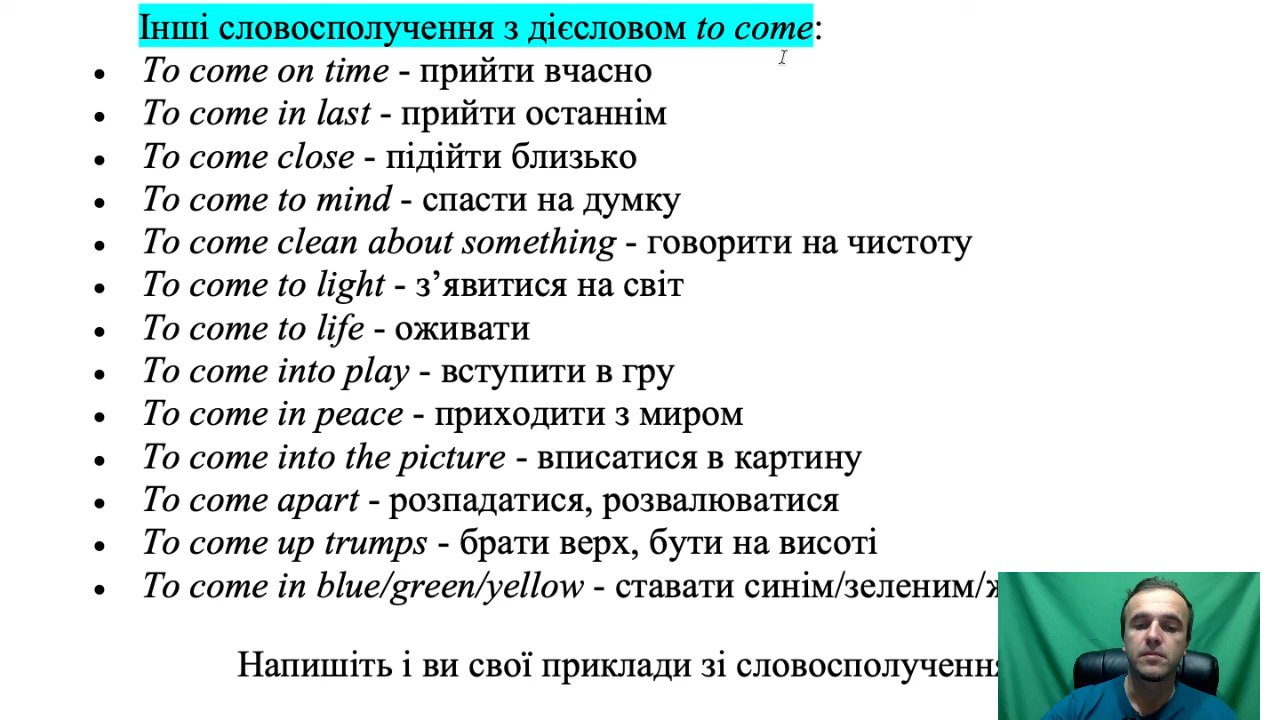 Інші словосполучення з дієсловом to come:
• To come on time - прийти вчасно
• To come in last - прийти останнім
• To come close - підійти близько
• To come to mind - спасти на думку
• To come clean about something - говорити на чистоту
• To come to light - з’явитися на світ
• To come to life - оживати
• To come into play - вступити в гру
• To come in peace - приходити з миром
• To come into the picture - вписатися в картину
• To come apart - розпадатися, розвалюватися
• To come up trumps - брати верх, бути на висоті
• To come in blue/green/yellow - ставати синім/зеленим/
Напишіть і ви свої приклади зі